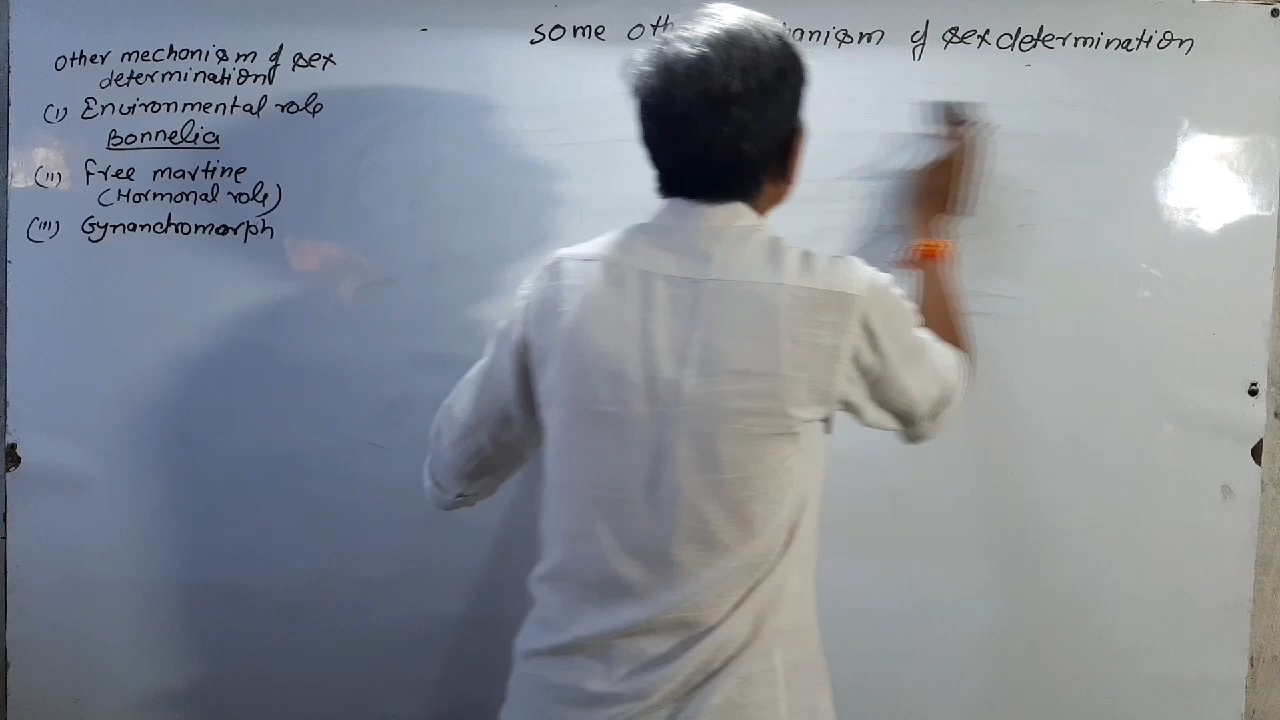 some oth anism of sex determination
other mechanism of sex
determination
(i) Environmental role
Bonnelia
(ii) free martine
(Hormonal role)
(iii) Gynanchomorph